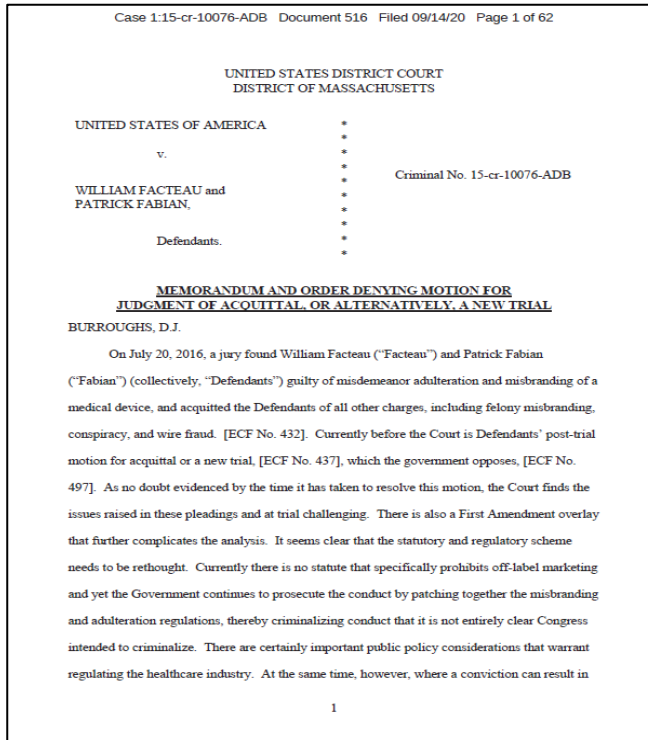 Case 1:15-cr-10076-ADB Document 516 Filed 09/14/20 Page 1 of 62
UNITED STATES DISTRICT COURT
DISTRICT OF MASSACHUSETTS
UNITED STATES OF AMERICA
v.
WILLIAM FACTEAU and
PATRICK FABIAN,
Defendants.
*
*
*
*
*
*
*
*
*
*
Criminal No. 15-cr-10076-ADB
MEMORANDUM AND ORDER DENYING MOTION FOR
JUDGMENT OF ACQUITTAL, OR ALTERNATIVELY, A NEW TRIAL
BURROUGHS, D.J.
On July 20, 2016, a jury found William Facteau (“Facteau”) and Patrick Fabian
(“Fabian”) (collectively, “Defendants”) guilty of misdemeanor adulteration and misbranding of a
medical device, and acquitted the Defendants of all other charges, including felony misbranding,
conspiracy, and wire fraud. [ECF No. 432]. Currently before the Court is Defendants’ post-trial
motion for acquittal or a new trial, [ECF No. 437], which the government opposes, [ECF No.
497]. As no doubt evidenced by the time it has taken to resolve this motion, the Court finds the
issues raised in these pleadings and at trial challenging. There is also a First Amendment overlay
that further complicates the analysis. It seems clear that the statutory and regulatory scheme
needs to be rethought. Currently there is no statute that specifically prohibits off-label marketing
and yet the Government continues to prosecute the conduct by patching together the misbranding
and adulteration regulations, thereby criminalizing conduct that it is not entirely clear Congress
intended to criminalize. There are certainly important public policy considerations that warrant
regulating the healthcare industry. At the same time, however, where a conviction can result in
1